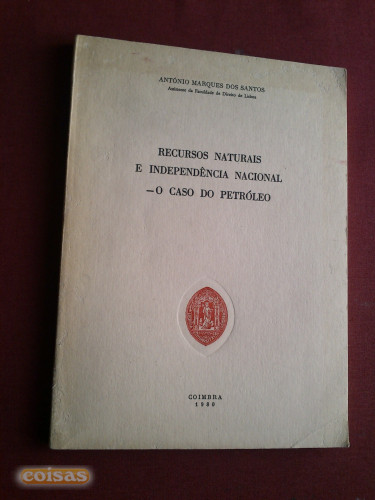 ANTÓNIO MARQUES DOS SANTOS
Assistente da Faculdade de Direito de Lisboa
RECURSOS NATURAIS
E INDEPENDÊNCIA NACIONAL
—O CASO DO PETRÓLEO
COIMBRA
1980
coisas